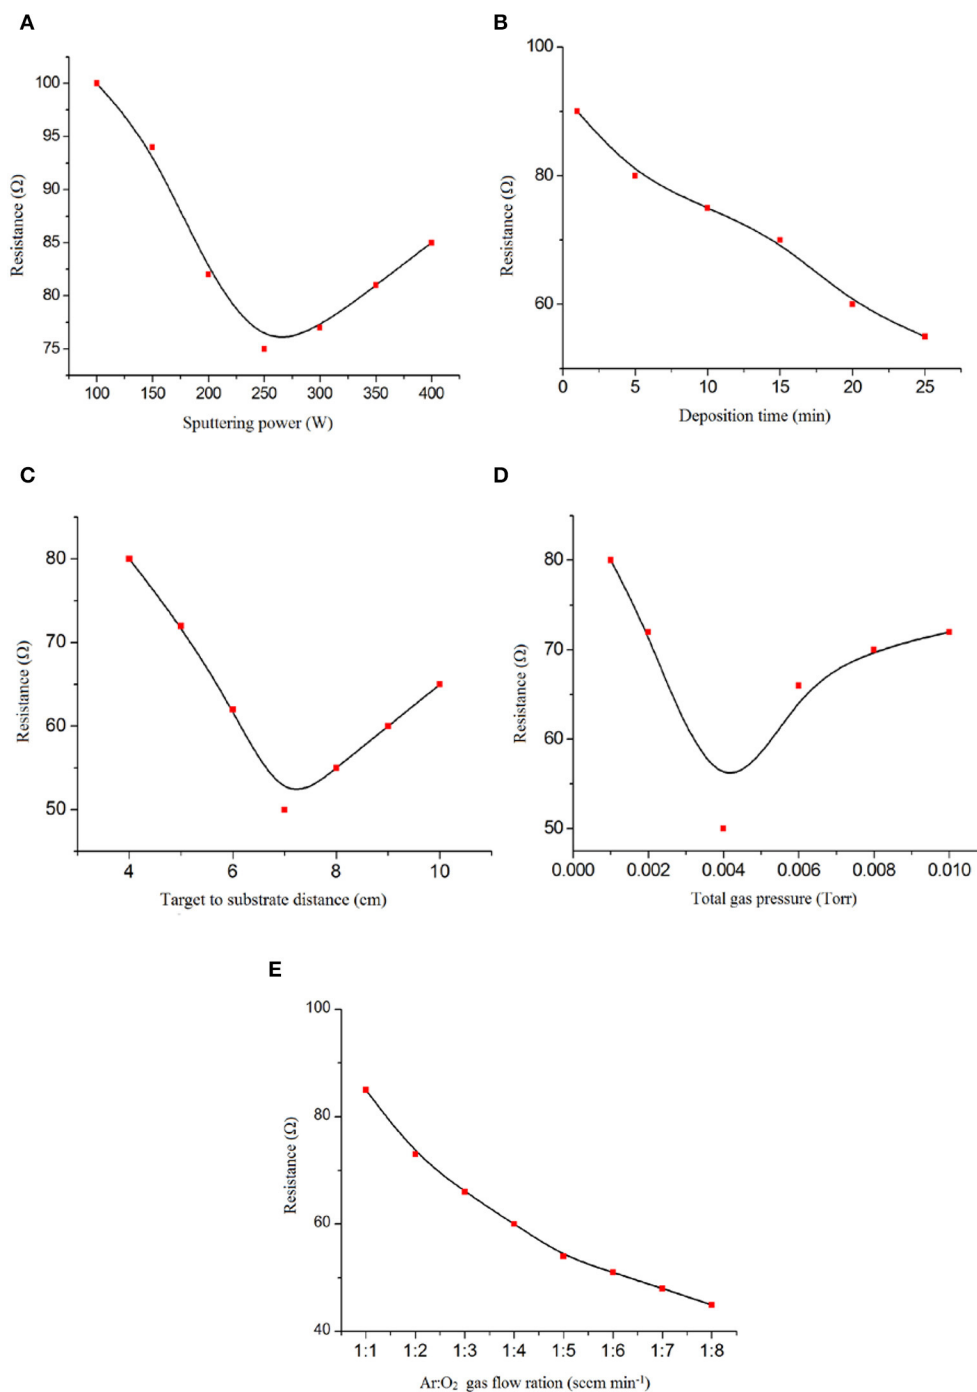 A
100
95
90
85
80
75
Resistance (Ω)
100 150 200 250 300 350 400
Sputtering power (W)
B
100
80
60
Resistance (Ω)
0 5 10 15 20 25
Deposition time (min)
C
80
70
60
50
Resistance (Ω)
4 6 8 10
Target to substrate distance (cm)
D
80
70
60
50
Resistance (Ω)
0.000 0.002 0.004 0.006 0.008 0.010
Total gas pressure (Torr)
E
100
80
60
40
Resistance (Ω)
1:1 1:2 1:3 1:4 1:5 1:6 1:7 1:8
Ar:O₂ gas flow ration (sccm min⁻¹)